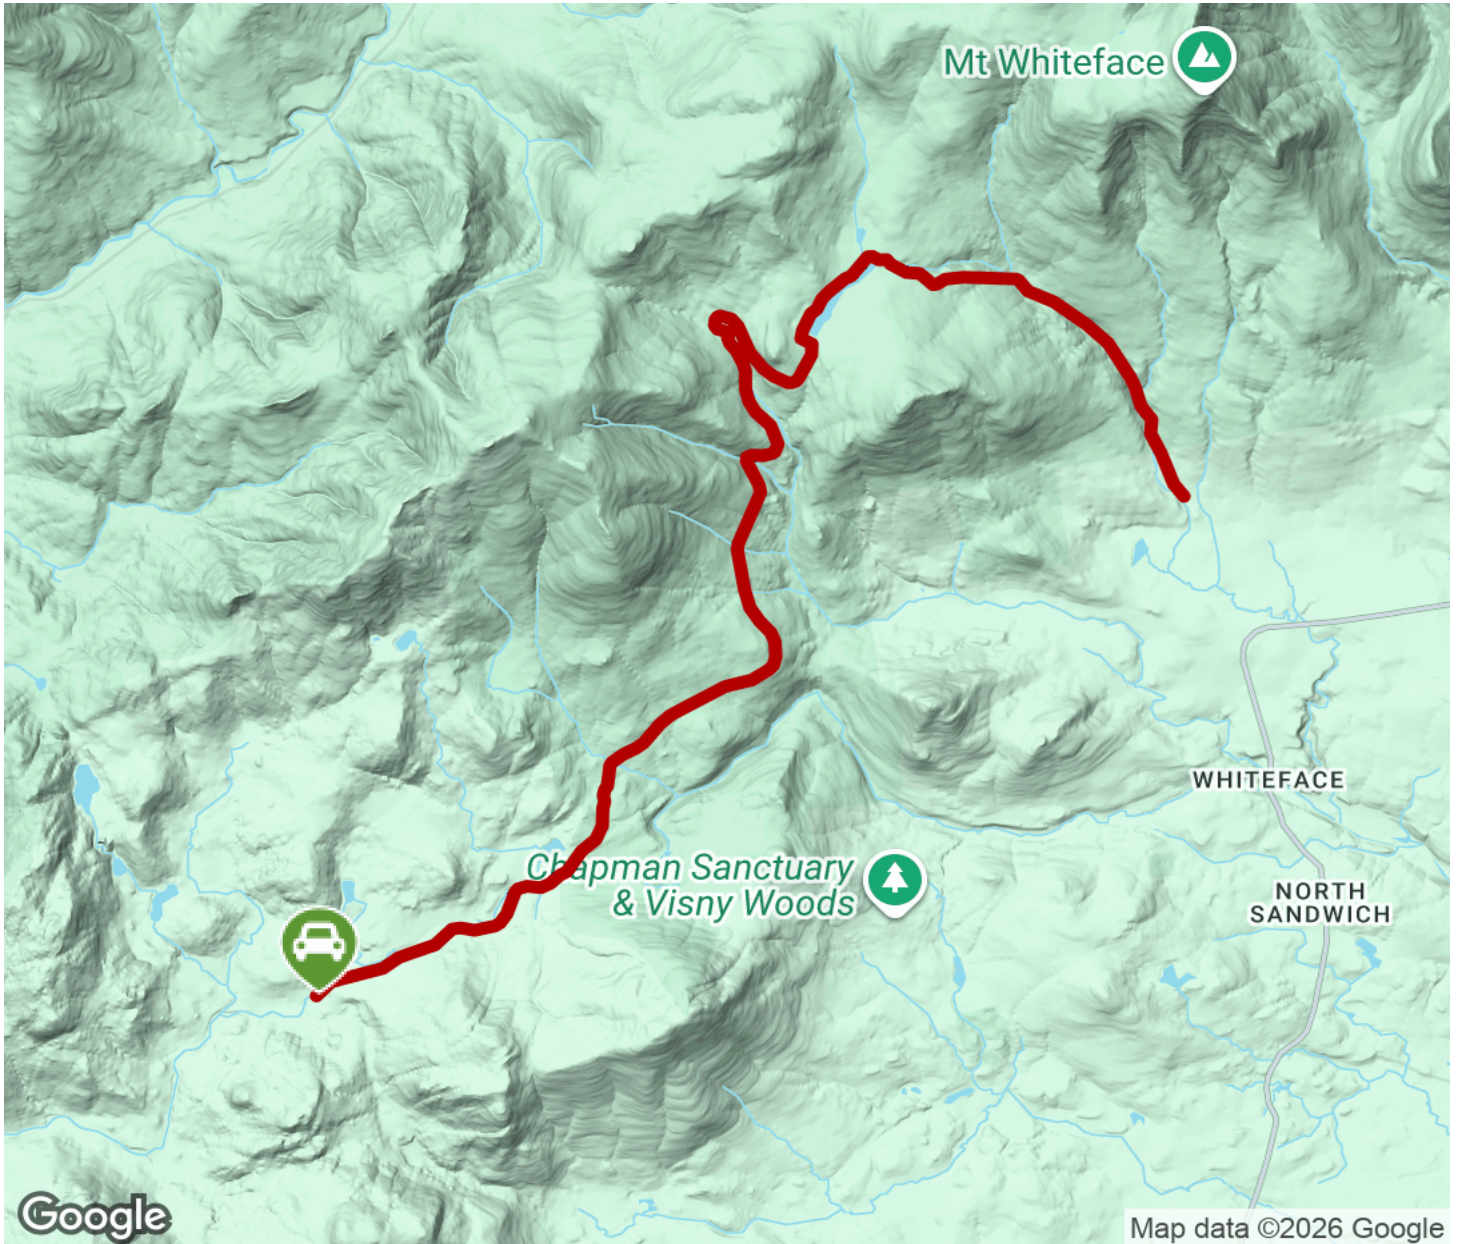 Mt Whiteface
WHITEFACE
Chapman Sanctuary
& Visny Woods
NORTH
SANDWICH
Google
Map data ©2026 Google